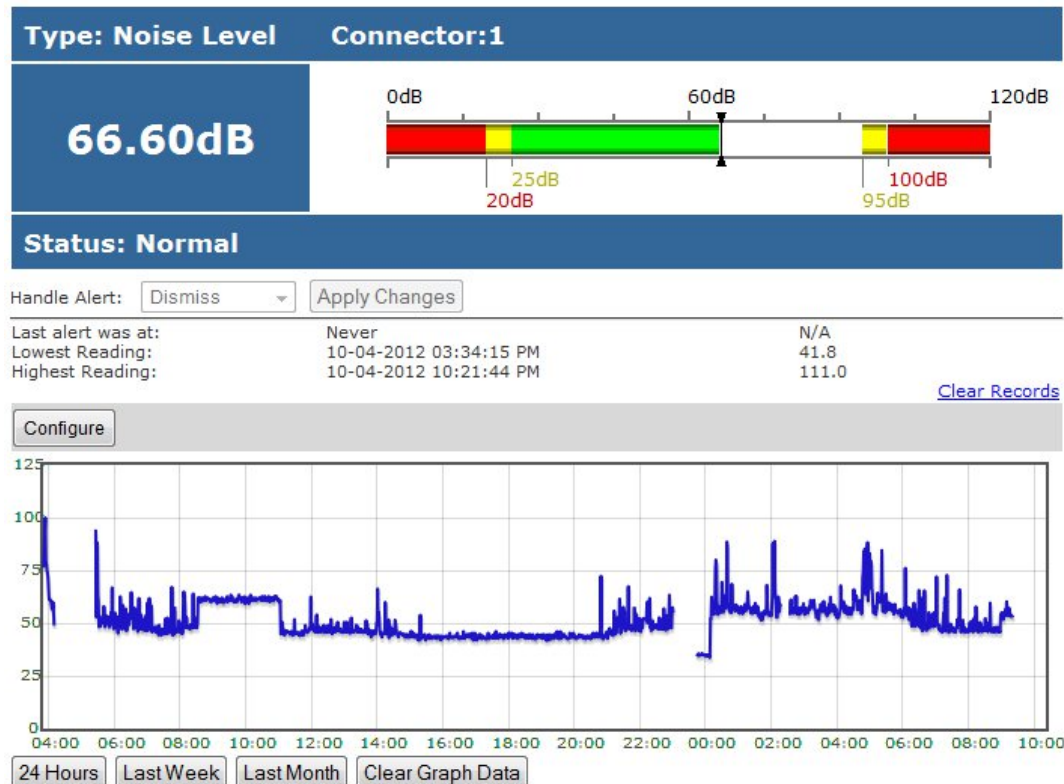 Type: Noise Level Connector:1
66.60dB
0dB 60dB 120dB
25dB 100dB
20dB 95dB
Status: Normal
Handle Alert: Dismiss Apply Changes
Last alert was at: Never N/A
Lowest Reading: 10-04-2012 03:34:15 PM 41.8
Highest Reading: 10-04-2012 10:21:44 PM 111.0
Clear Records
Configure
125
100
75
50
25
0
04:00 06:00 08:00 10:00 12:00 14:00 16:00 18:00 20:00 22:00 00:00 02:00 04:00 06:00 08:00 10:00
24 Hours Last Week Last Month Clear Graph Data